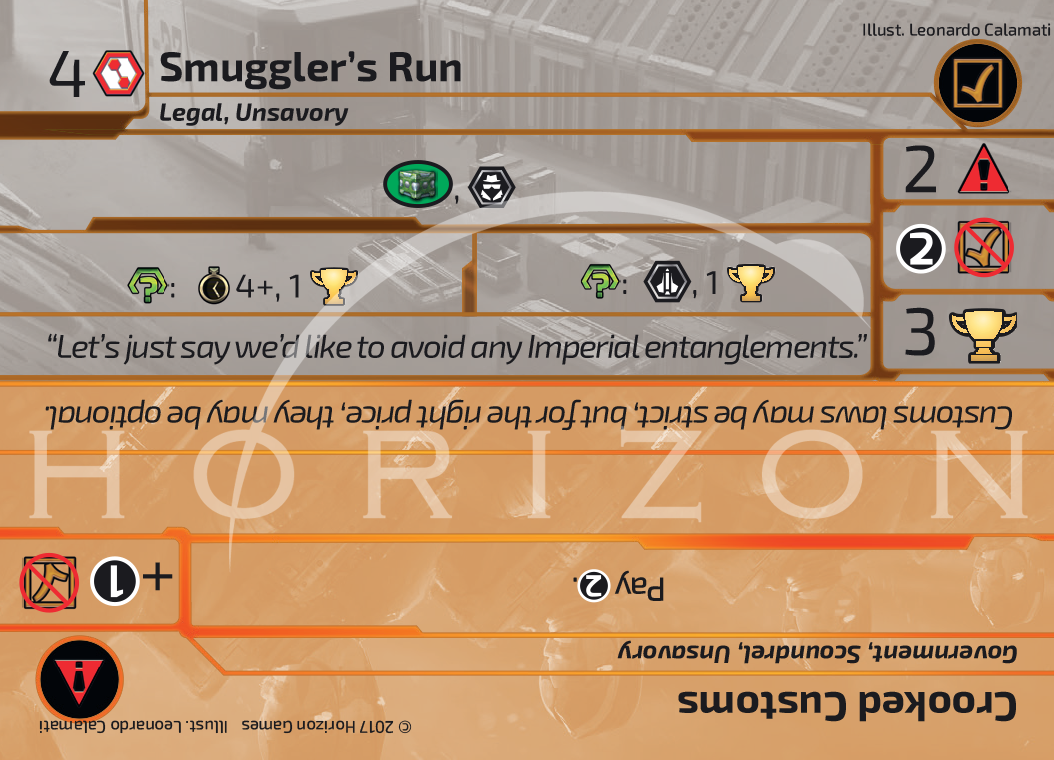 Illust. Leonardo Calamati
4 Smuggler’s Run
Legal, Unsavory
2
,
2
: 4+, 1
: , 1
3
“Let’s just say we’d like to avoid any Imperial entanglements.”
HORIZON
Crooked Customs
Government, Scoundrel, Unsavory
Pay 2.
+1
Customs laws may be strict, but for the right price, they may be optional.
© 2017 Horizon Games Illust. Leonardo Calamati